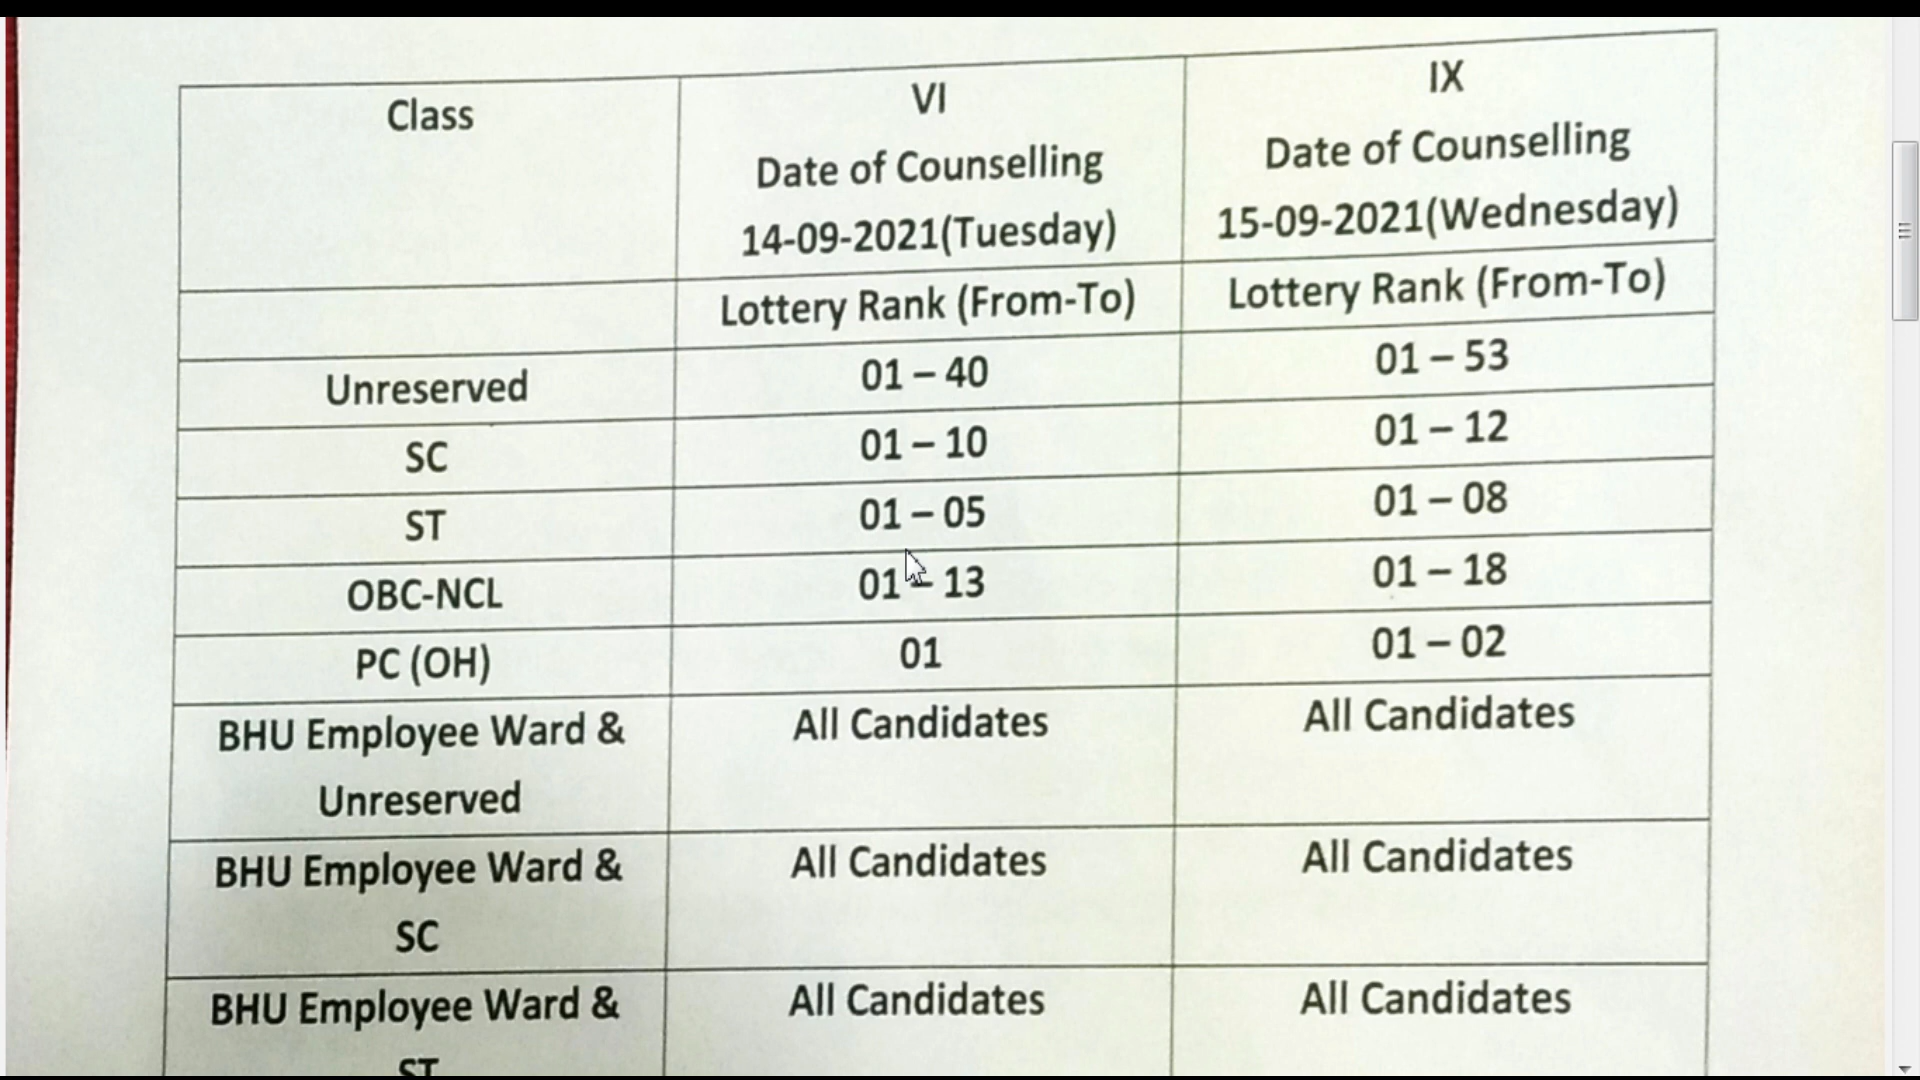 Class VI IX
Date of Counselling Date of Counselling
14-09-2021(Tuesday) 15-09-2021(Wednesday)
Lottery Rank (From-To) Lottery Rank (From-To)
Unreserved 01 – 40 01 – 53
SC 01 – 10 01 – 12
ST 01 – 05 01 – 08
OBC-NCL 01 – 13 01 – 18
PC (OH) 01 01 – 02
BHU Employee Ward & All Candidates All Candidates
Unreserved
BHU Employee Ward & All Candidates All Candidates
SC
BHU Employee Ward & All Candidates All Candidates
ST